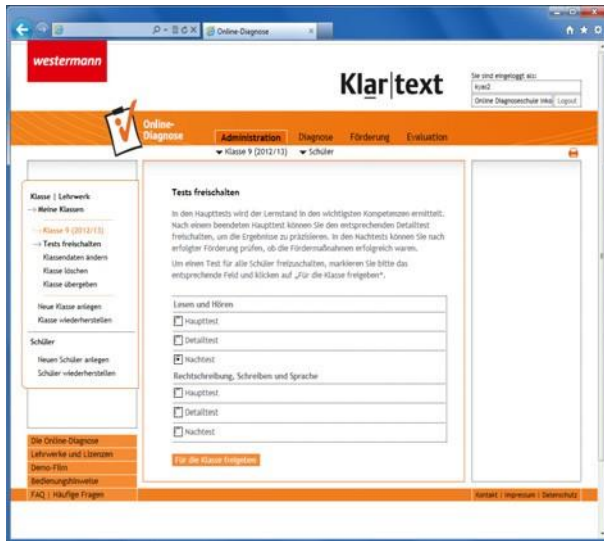 Online-Diagnose
westermann
Klar|text
Sie sind eingeloggt als:
Logout
Online-
Diagnose
Administration Diagnose Förderung Evaluation
Klasse 9 (2012/13) Schüler
Klasse | Lehrwerk
Meine Klassen
Klasse 9 (2012/13)
Tests freischalten
Klassendaten ändern
Klasse löschen
Klasse übergeben
Neue Klasse anlegen
Klasse wiederherstellen
Schüler
Neuen Schüler anlegen
Schüler wiederherstellen
Die Online-Diagnose
Lehrwerke und Lizenzen
Demo-Film
Bedienungshinweise
FAQ | Häufige Fragen
Tests freischalten
In den Haupttests wird der Lernstand in den wichtigsten Kompetenzen ermittelt.
Nach einem beendeten Haupttest können Sie den entsprechenden Detailtest
freischalten, um die Ergebnisse zu präzisieren. In den Nachtests können Sie nach
erfolgter Förderung prüfen, ob die Fördermaßnahmen erfolgreich waren.
Um einen Test für alle Schüler freizuschalten, markieren Sie bitte das
entsprechende Feld und klicken auf „Für die Klasse freigeben“.
Lesen und Hören
Haupttest
Detailtest
Nachtest
Rechtschreibung, Schreiben und Sprache
Haupttest
Detailtest
Nachtest
Für die Klasse freigeben
Kontakt | Impressum | Datenschutz